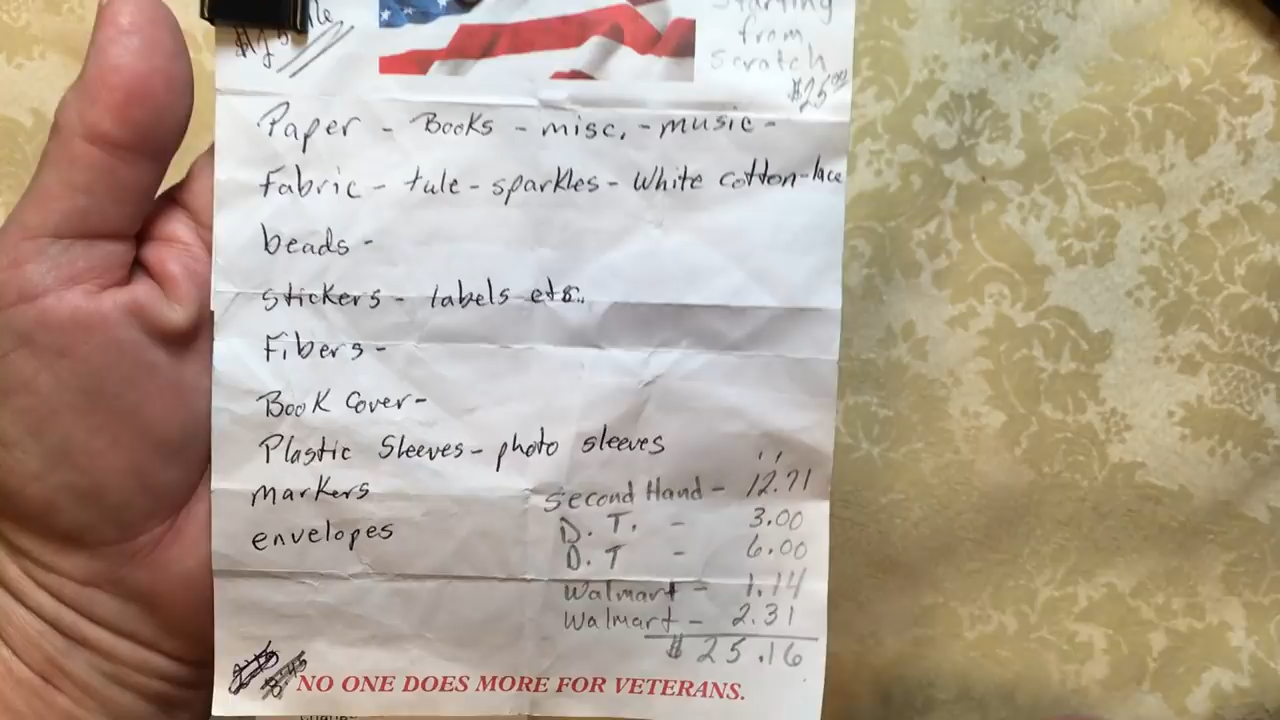 Starting
from
Scratch
$25.00
Paper - Books - misc. - music -
Fabric - tule - sparkles - White cotton - lace
beads -
stickers - labels etc..
Fibers -
Book Cover -
Plastic Sleeves - photo sleeves
markers
envelopes
Second Hand - 12.71
D. T. - 3.00
D. T - 6.00
Walmart - 1.14
Walmart - 2.31
$ 25.16
NO ONE DOES MORE FOR VETERANS.